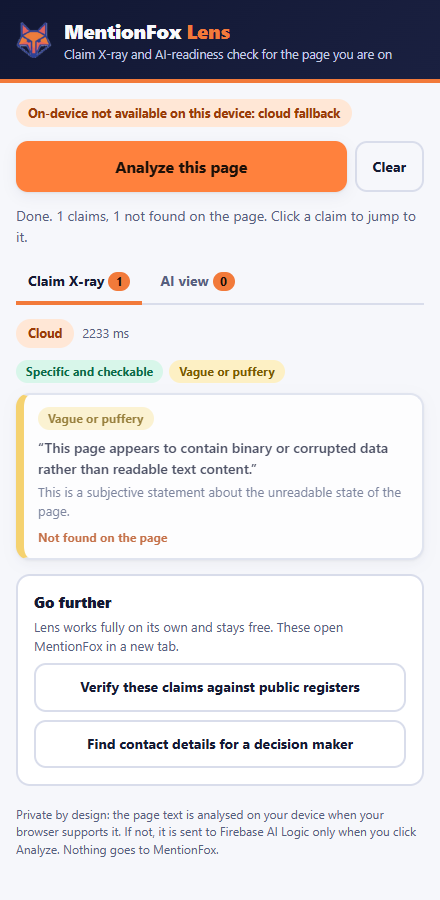 MentionFox Lens
Claim X-ray and AI-readiness check for the page you are on
On-device not available on this device: cloud fallback
Analyze this page
Clear
Done. 1 claims, 1 not found on the page. Click a claim to jump to
it.
Claim X-ray 1
AI view 0
Cloud 2233 ms
Specific and checkable
Vague or puffery
Vague or puffery
“This page appears to contain binary or corrupted data
rather than readable text content.”
This is a subjective statement about the unreadable state of the
page.
Not found on the page
Go further
Lens works fully on its own and stays free. These open
MentionFox in a new tab.
Verify these claims against public registers
Find contact details for a decision maker
Private by design: the page text is analysed on your device when your
browser supports it. If not, it is sent to Firebase AI Logic only when you click
Analyze. Nothing goes to MentionFox.